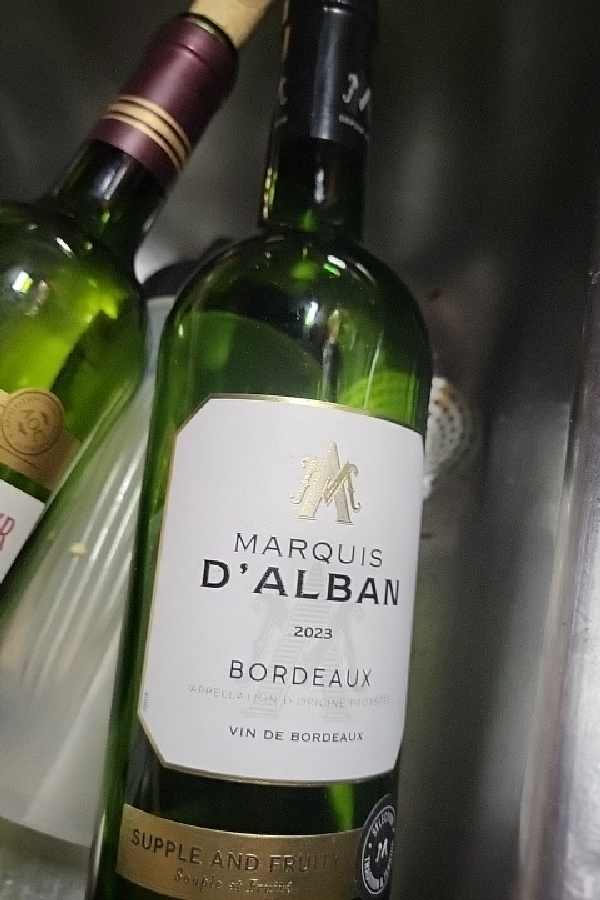 MARQUIS
D'ALBAN
2023
BORDEAUX
APPELLATION D'ORIGINE PROTÉGÉE
VIN DE BORDEAUX
SUPPLE AND FRUITY
Souple et Fruité